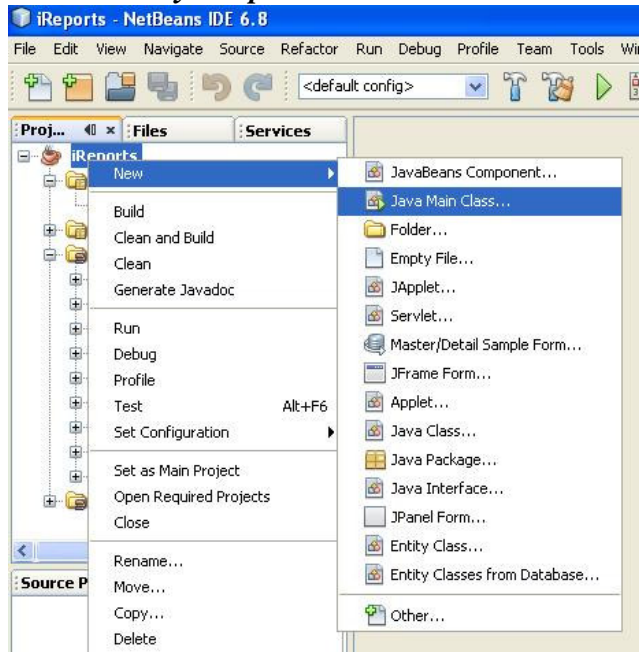 iReports - NetBeans IDE 6.8
File Edit View Navigate Source Refactor Run Debug Profile Team Tools
<default config>
Proj... Files Services
iReports
New
Build
Clean and Build
Clean
Generate Javadoc
Run
Debug
Profile
Test Alt+F6
Set Configuration
Set as Main Project
Open Required Projects
Close
Rename...
Move...
Copy...
Delete
JavaBeans Component...
Java Main Class...
Folder...
Empty File...
JApplet...
Servlet...
Master/Detail Sample Form...
JFrame Form...
Applet...
Java Class...
Java Package...
Java Interface...
JPanel Form...
Entity Class...
Entity Classes from Database...
Other...
Source P